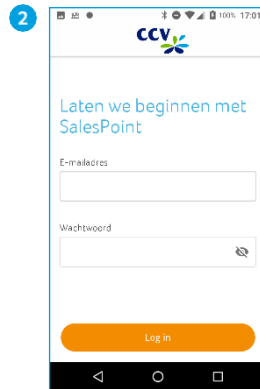 2
100% 17:01
CCV
Laten we beginnen met
SalesPoint
E-mailadres
Wachtwoord
Log in